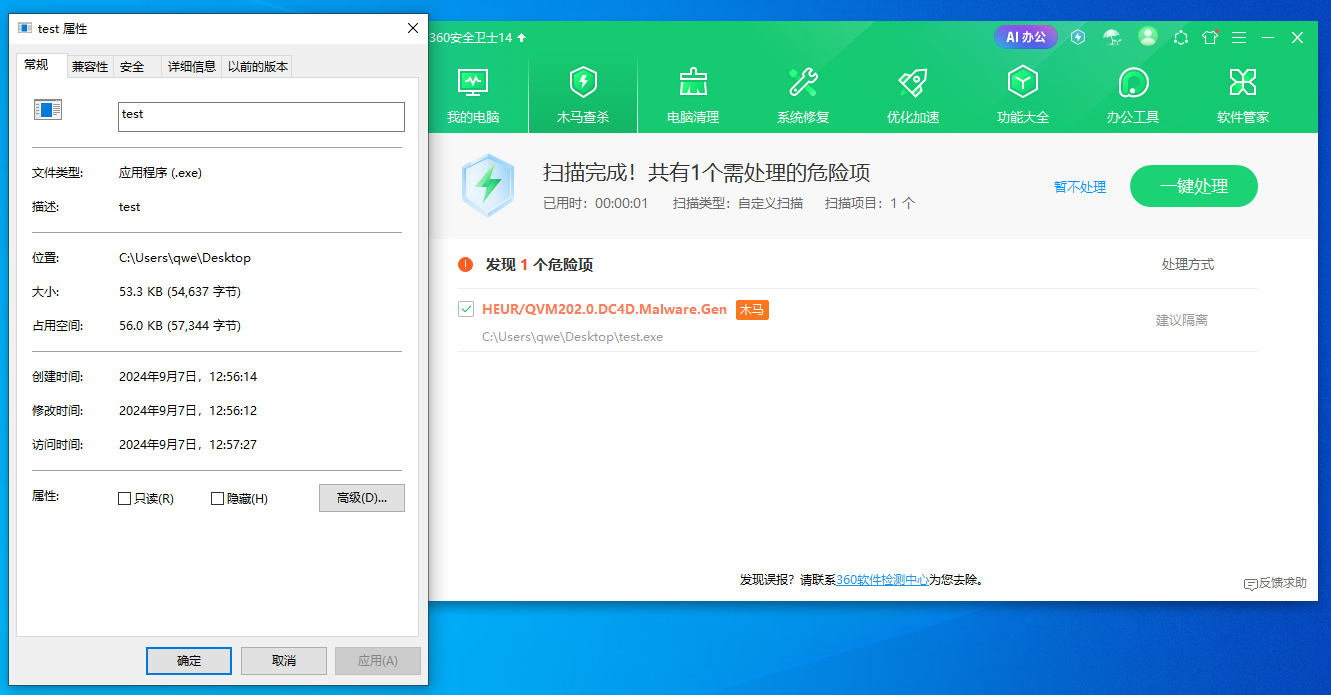 test 属性
常规
兼容性
安全
详细信息
以前的版本
test
文件类型:
应用程序 (.exe)
描述:
test
位置:
C:\Users\qwe\Desktop
大小:
53.3 KB (54,637 字节)
占用空间:
56.0 KB (57,344 字节)
创建时间:
2024年9月7日，12:56:14
修改时间:
2024年9月7日，12:56:12
访问时间:
2024年9月7日，12:57:27
属性:
只读(R)
隐藏(H)
高级(D)...
确定
取消
应用(A)
360安全卫士14
AI 办公
我的电脑
木马查杀
电脑清理
系统修复
优化加速
功能大全
办公工具
软件管家
扫描完成！共有1个需处理的危险项
已用时：00:00:01
扫描类型：自定义扫描
扫描项目：1 个
暂不处理
一键处理
发现 1 个危险项
处理方式
HEUR/QVM202.0.DC4D.Malware.Gen
木马
C:\Users\qwe\Desktop\test.exe
建议隔离
发现误报？请联系360软件检测中心为您去除。
反馈求助